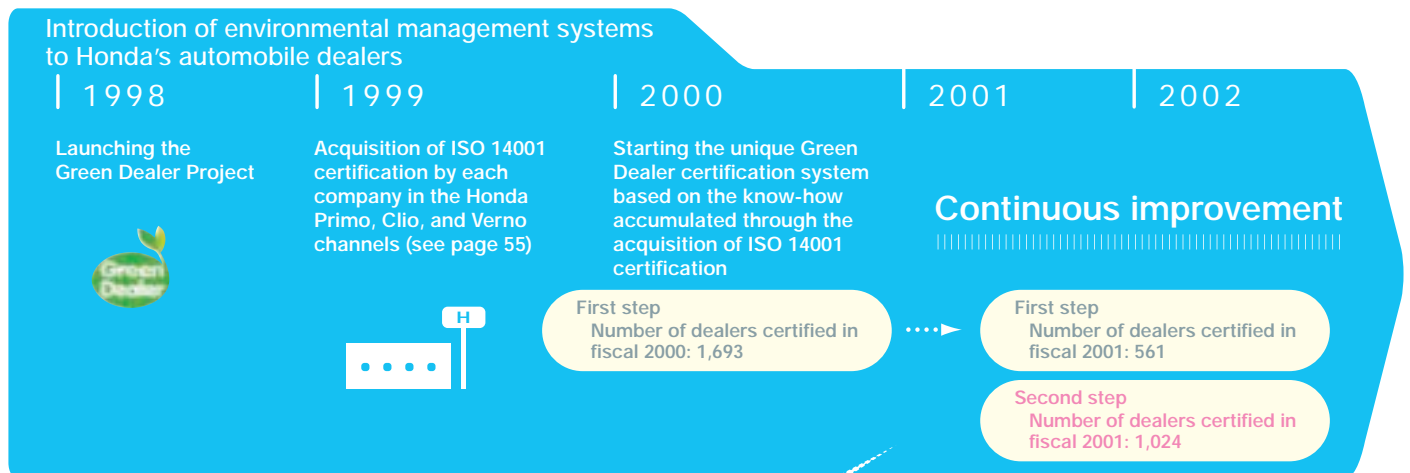 Introduction of environmental management systems
to Honda's automobile dealers
1998
1999
2000
2001
2002
Launching the
Green Dealer Project
Green
Dealer
Acquisition of ISO 14001
certification by each
company in the Honda
Primo, Clio, and Verno
channels (see page 55)
H
Starting the unique Green
Dealer certification system
based on the know-how
accumulated through the
acquisition of ISO 14001
certification
Continuous improvement
First step
Number of dealers certified in
fiscal 2000: 1,693
First step
Number of dealers certified in
fiscal 2001: 561
Second step
Number of dealers certified in
fiscal 2001: 1,024